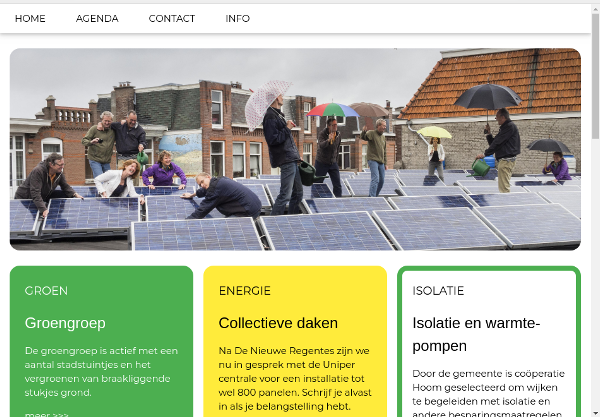 HOME AGENDA CONTACT INFO
GROEN
Groengroep
De groengroep is actief met een
aantal stadstuintjes en het
vergroenen van braakliggende
stukjes grond.
meer >>>
ENERGIE
Collectieve daken
Na De Nieuwe Regentes zijn we
nu in gesprek met de Uniper
centrale voor een installatie tot
wel 800 panelen. Schrijf je alvast
in als je belangstelling hebt.
ISOLATIE
Isolatie en warmte-
pompen
Door de gemeente is coöperatie
Hoom geselecteerd om wijken
te begeleiden met isolatie en
andere besparingsmaatregelen